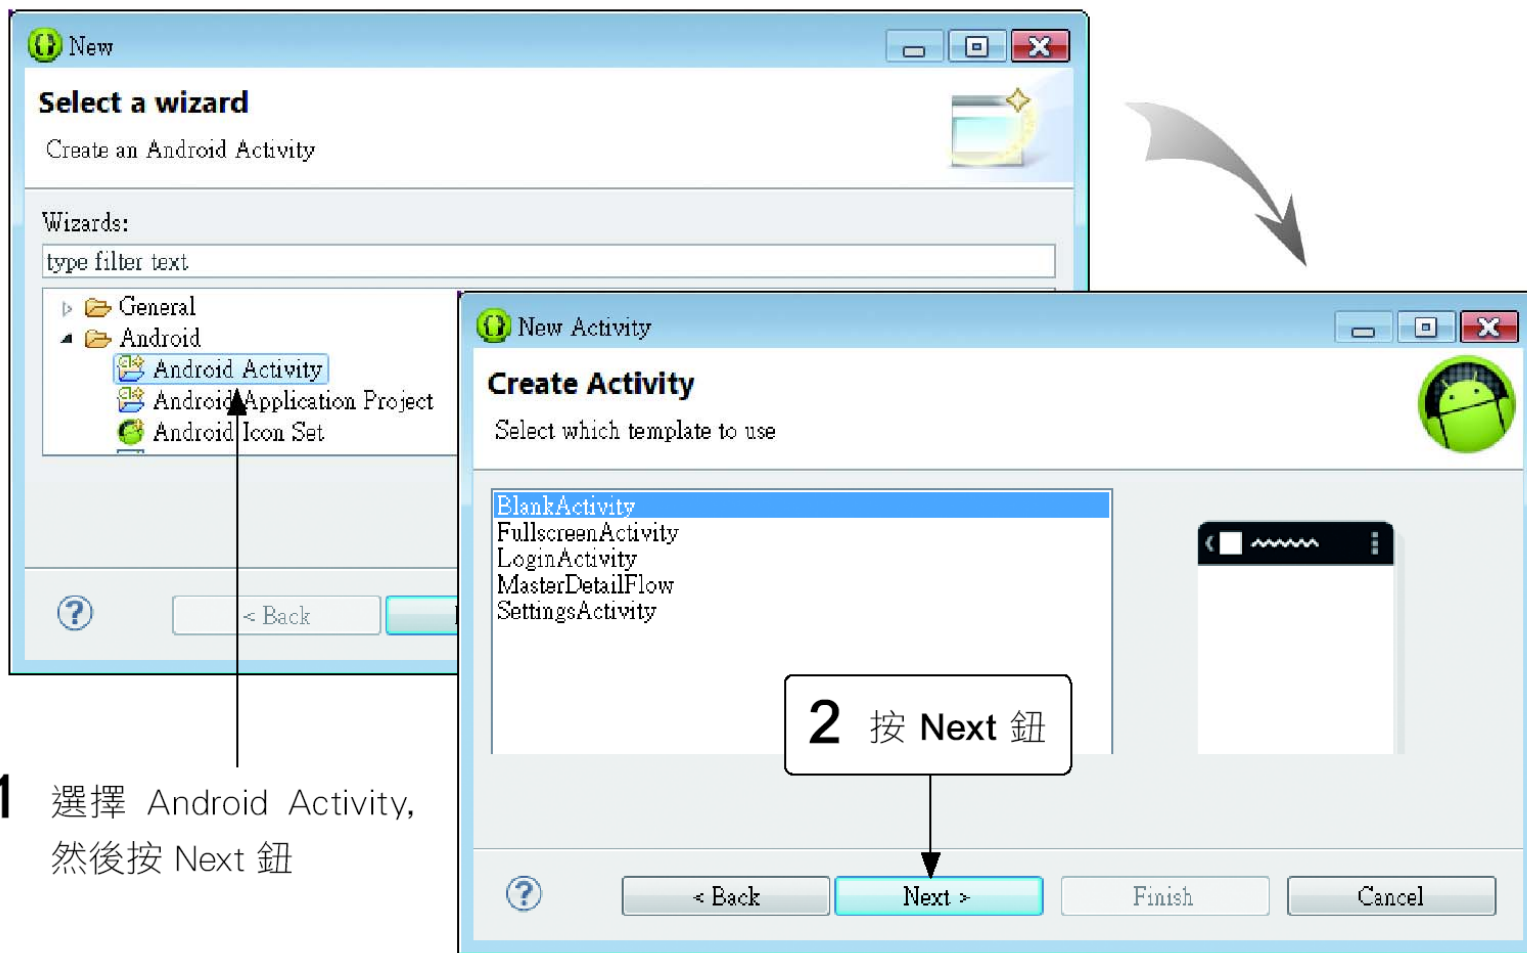 New
Select a wizard
Create an Android Activity
Wizards:
type filter text
General
Android
Android Activity
Android Application Project
Android Icon Set
< Back
1 選擇 Android Activity,
然後按 Next 鈕
New Activity
Create Activity
Select which template to use
BlankActivity
FullscreenActivity
LoginActivity
MasterDetailFlow
SettingsActivity
2 按 Next 鈕
< Back
Next >
Finish
Cancel